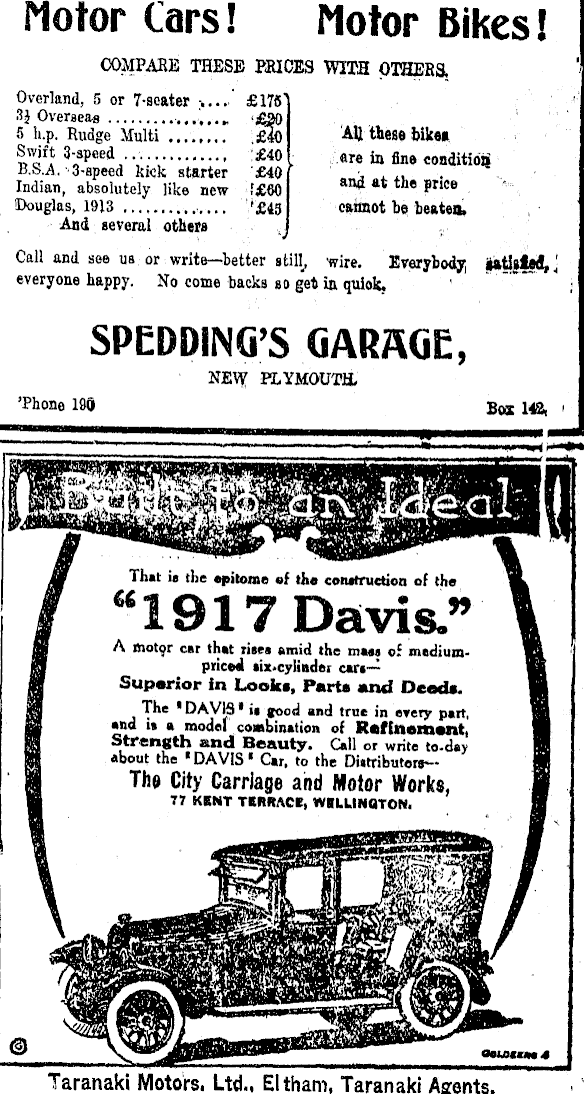 Motor Cars! Motor Bikes!
COMPARE THESE PRICES WITH OTHERS.
Overland, 5 or 7-seater .... £175
3½ Overseas ................ £20
5 h.p. Rudge Multi ........ £40
Swift 3-speed ............. £40
B.S.A. 3-speed kick starter £40
Indian, absolutely like new £60
Douglas, 1913 ............. £45
And several others
All these bikes
are in fine condition
and at the price
cannot be beaten.
Call and see us or write—better still, wire. Everybody satisfied,
everyone happy. No come backs so get in quick.
SPEDDING'S GARAGE,
NEW PLYMOUTH.
'Phone 190 Box 142.
Built to an Ideal
That is the epitome of the construction of the
"1917 Davis."
A motor car that rises amid the mass of medium-
priced six-cylinder cars—
Superior in Looks, Parts and Deeds.
The "DAVIS" is good and true in every part,
and is a model combination of Refinement,
Strength and Beauty. Call or write to-day
about the "DAVIS" Car, to the Distributors—
The City Carriage and Motor Works,
77 KENT TERRACE, WELLINGTON.
Taranaki Motors, Ltd., Eltham, Taranaki Agents.